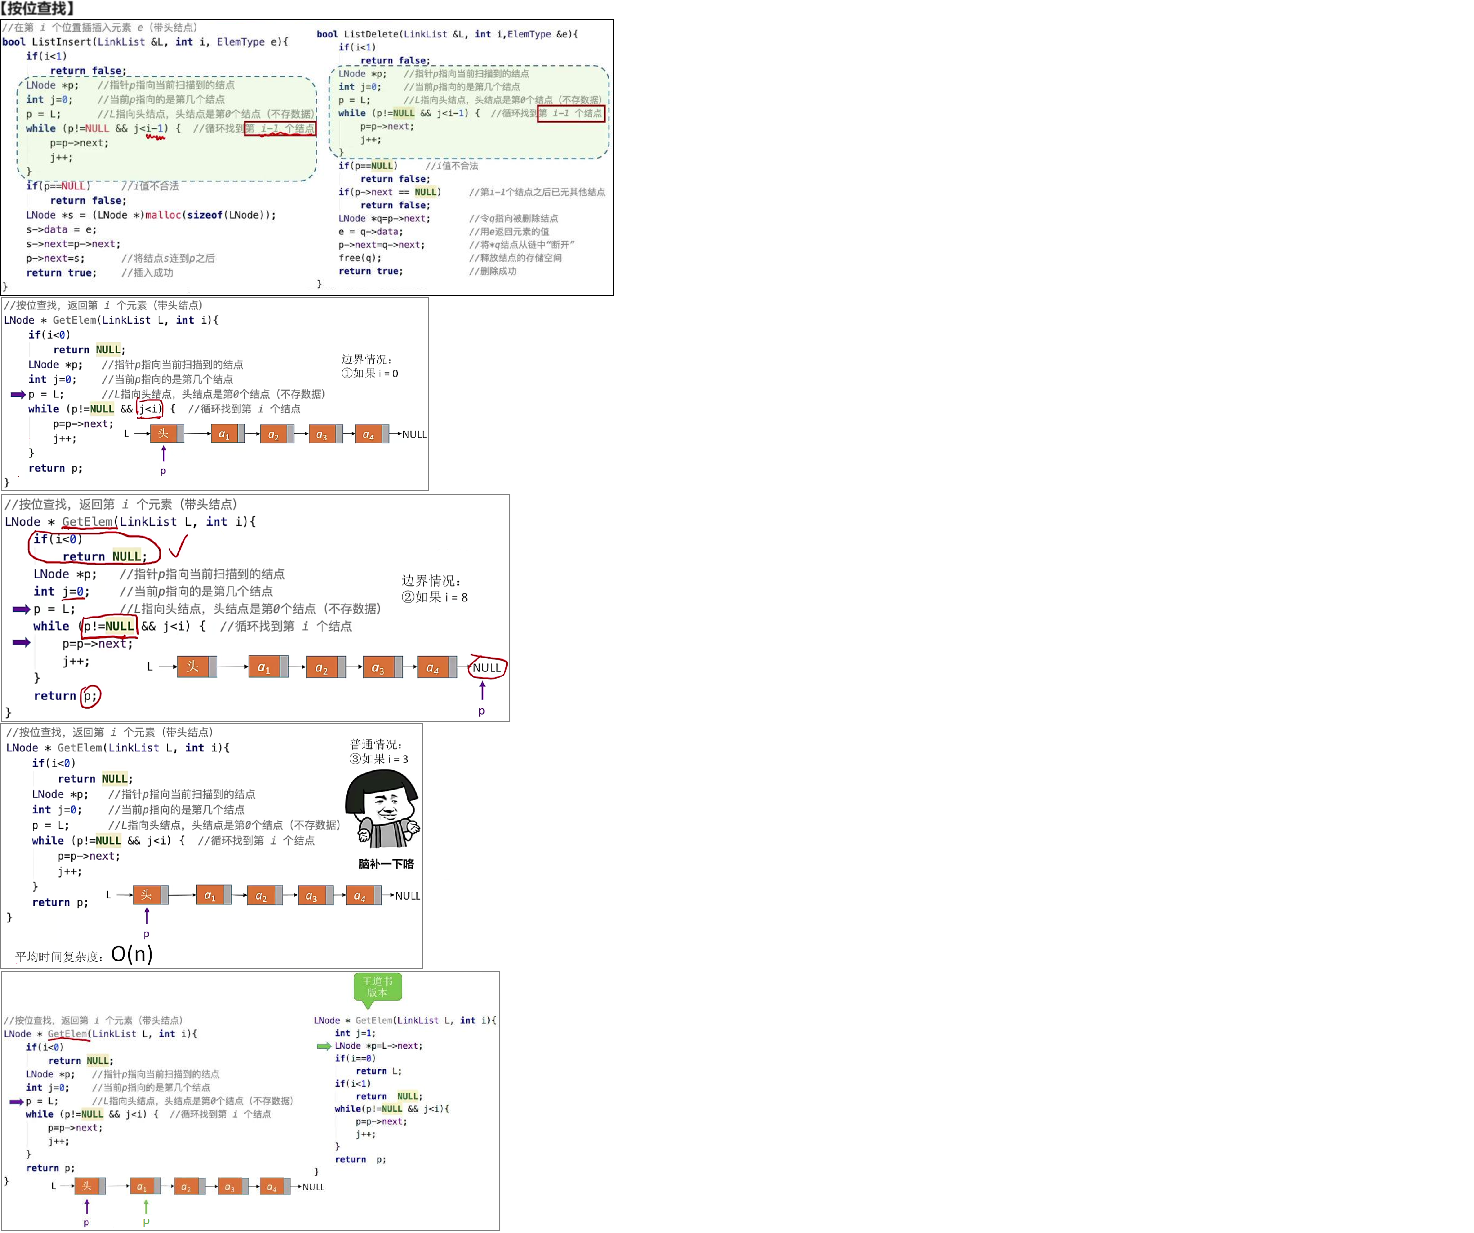 【按位查找】
//在第 i 个位置插插入元素 e（带头结点）
bool ListInsert(LinkList &L, int i, ElemType e){
if(i<1)
return false;
LNode *p; //指针p指向当前扫描到的结点
int j=0; //当前p指向的是第几个结点
p = L; //L指向头结点，头结点是第0个结点（不存数据）
while (p!=NULL && j<i-1) { //循环找到第 i-1 个结点
p=p->next;
j++;
}
if(p==NULL) //i值不合法
return false;
LNode *s = (LNode *)malloc(sizeof(LNode));
s->data = e;
s->next=p->next;
p->next=s; //将结点s连到p之后
return true; //插入成功
}
bool ListDelete(LinkList &L, int i,ElemType &e){
if(i<1)
return false;
LNode *p; //指针p指向当前扫描到的结点
int j=0; //当前p指向的是第几个结点
p = L; //L指向头结点，头结点是第0个结点（不存数据）
while (p!=NULL && j<i-1) { //循环找到第 i-1 个结点
p=p->next;
j++;
}
if(p==NULL) //i值不合法
return false;
if(p->next == NULL) //第i-1个结点之后已无其他结点
return false;
LNode *q=p->next; //令q指向被删除结点
e = q->data; //用e返回元素的值
p->next=q->next; //将*q结点从链中“断开”
free(q); //释放结点的存储空间
return true; //删除成功
}
//按位查找，返回第 i 个元素（带头结点）
LNode * GetElem(LinkList L, int i){
if(i<0)
return NULL;
LNode *p; //指针p指向当前扫描到的结点
int j=0; //当前p指向的是第几个结点
p = L; //L指向头结点，头结点是第0个结点（不存数据）
while (p!=NULL && j<i) { //循环找到第 i 个结点
p=p->next;
j++;
}
return p;
}
边界情况：
①如果 i = 0
L 头 a1 a2 a3 a4 NULL
p
//按位查找，返回第 i 个元素（带头结点）
LNode * GetElem(LinkList L, int i){
if(i<0)
return NULL;
LNode *p; //指针p指向当前扫描到的结点
int j=0; //当前p指向的是第几个结点
p = L; //L指向头结点，头结点是第0个结点（不存数据）
while (p!=NULL && j<i) { //循环找到第 i 个结点
p=p->next;
j++;
}
return p;
}
边界情况：
②如果 i = 8
L 头 a1 a2 a3 a4 NULL
p
//按位查找，返回第 i 个元素（带头结点）
LNode * GetElem(LinkList L, int i){
if(i<0)
return NULL;
LNode *p; //指针p指向当前扫描到的结点
int j=0; //当前p指向的是第几个结点
p = L; //L指向头结点，头结点是第0个结点（不存数据）
while (p!=NULL && j<i) { //循环找到第 i 个结点
p=p->next;
j++;
}
return p;
}
普通情况：
③如果 i = 3
脑补一下咯
L 头 a1 a2 a3 a4 NULL
p
平均时间复杂度：O(n)
王道书
版本
//按位查找，返回第 i 个元素（带头结点）
LNode * GetElem(LinkList L, int i){
if(i<0)
return NULL;
LNode *p; //指针p指向当前扫描到的结点
int j=0; //当前p指向的是第几个结点
p = L; //L指向头结点，头结点是第0个结点（不存数据）
while (p!=NULL && j<i) { //循环找到第 i 个结点
p=p->next;
j++;
}
return p;
}
LNode * GetElem(LinkList L, int i){
int j=1;
LNode *p=L->next;
if(i==0)
return L;
if(i<1)
return NULL;
while(p!=NULL && j<i){
p=p->next;
j++;
}
return p;
}
L 头 a1 a2 a3 a4 NULL
p p